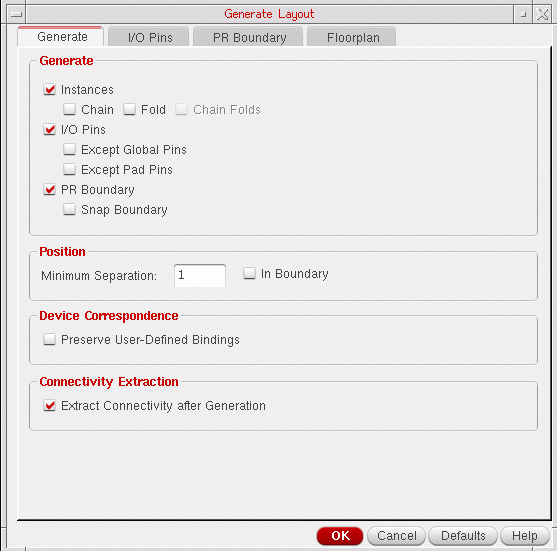 Generate Layout
Generate I/O Pins PR Boundary Floorplan
Generate
Instances
Chain Fold Chain Folds
I/O Pins
Except Global Pins
Except Pad Pins
PR Boundary
Snap Boundary
Position
Minimum Separation: 1 In Boundary
Device Correspondence
Preserve User-Defined Bindings
Connectivity Extraction
Extract Connectivity after Generation
OK Cancel Defaults Help